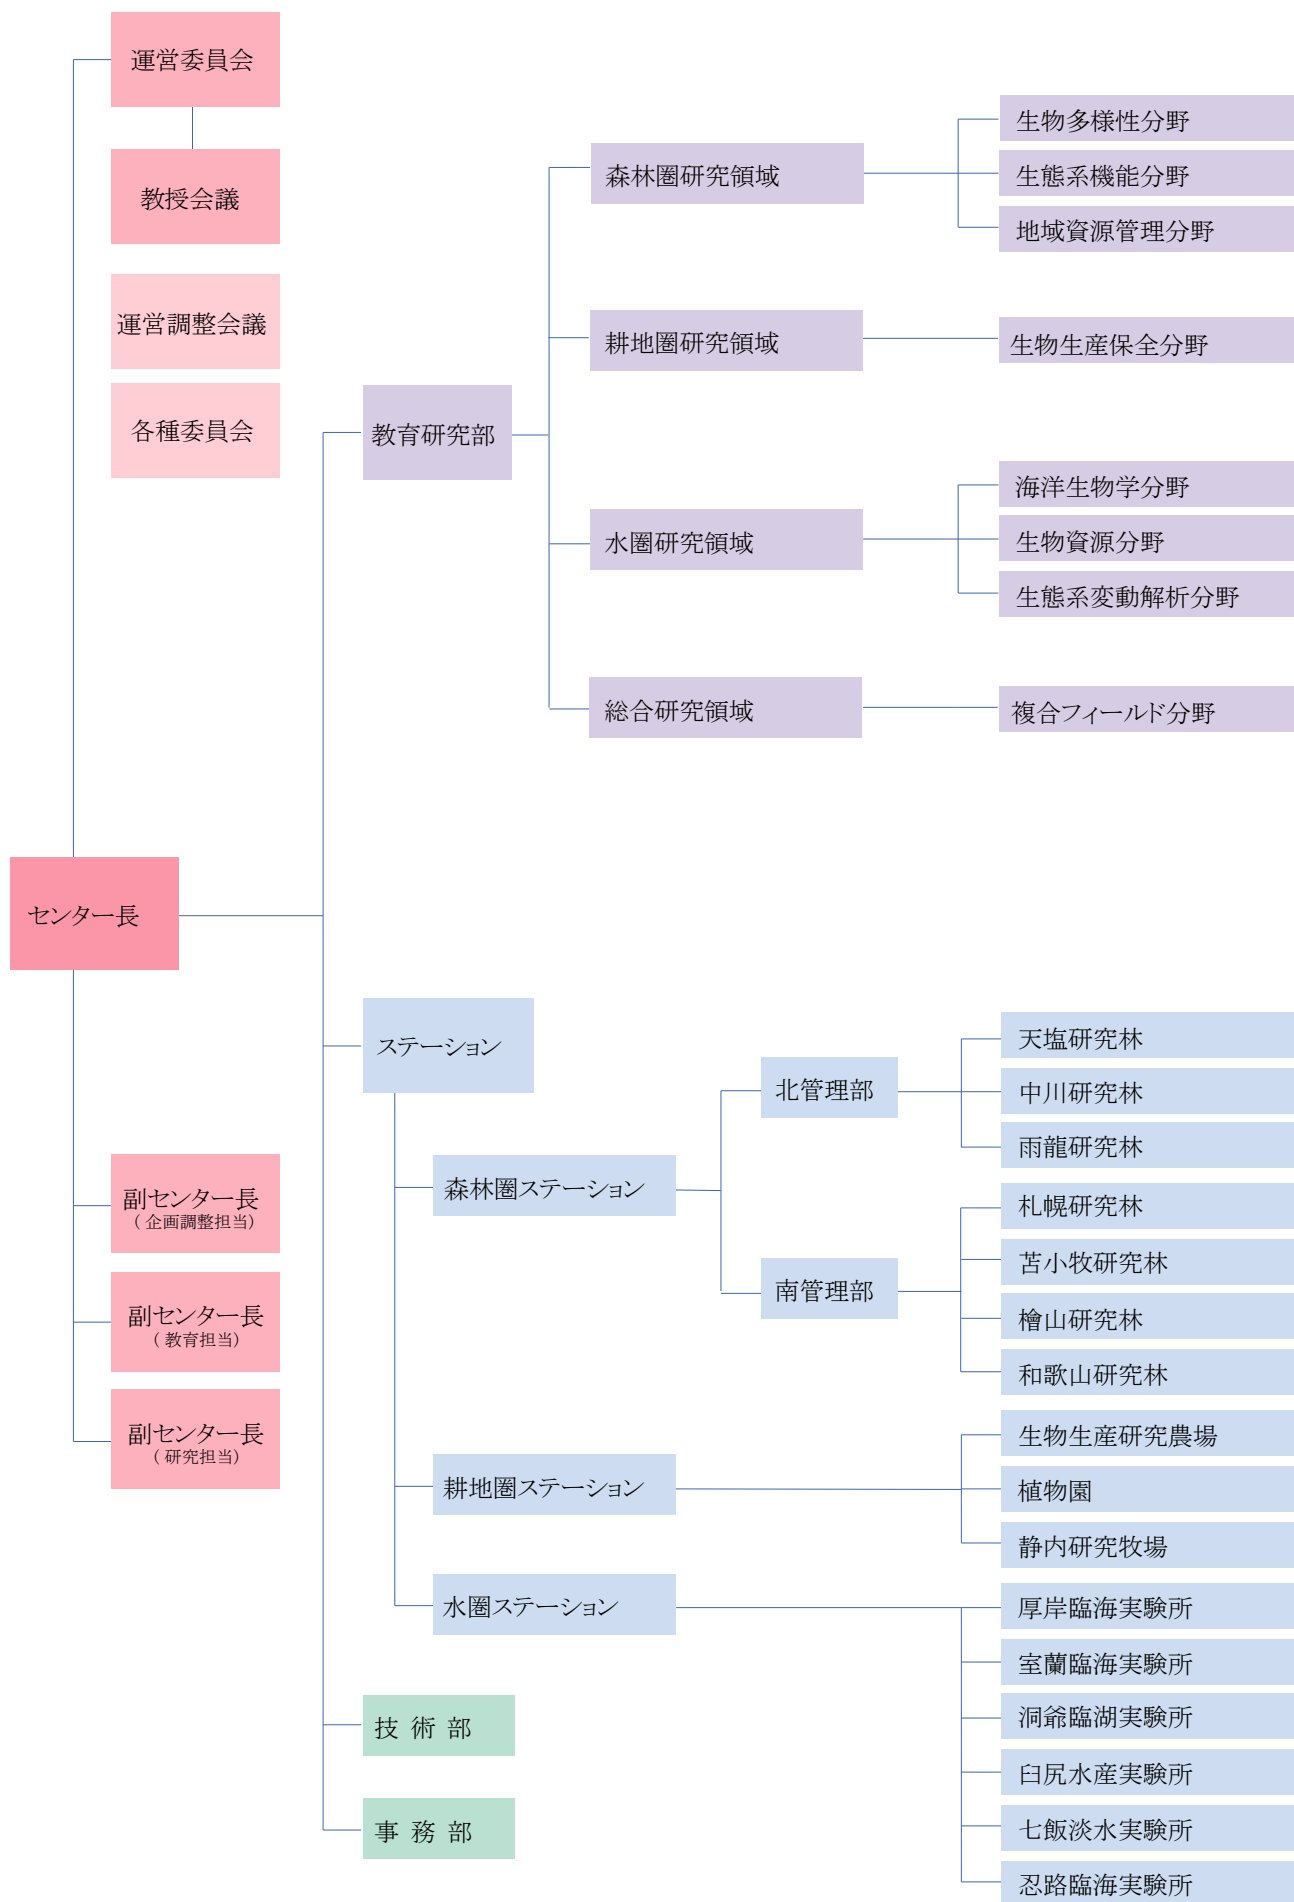 運営委員会
教授会議
運営調整会議
各種委員会
センター長
副センター長
（企画調整担当）
副センター長
（教育担当）
副センター長
（研究担当）
教育研究部
森林圏研究領域
生物多様性分野
生態系機能分野
地域資源管理分野
耕地圏研究領域
生物生産保全分野
水圏研究領域
海洋生物学分野
生物資源分野
生態系変動解析分野
総合研究領域
複合フィールド分野
ステーション
森林圏ステーション
北管理部
天塩研究林
中川研究林
雨龍研究林
南管理部
札幌研究林
苫小牧研究林
檜山研究林
和歌山研究林
耕地圏ステーション
生物生産研究農場
植物園
静内研究牧場
水圏ステーション
厚岸臨海実験所
室蘭臨海実験所
洞爺臨湖実験所
臼尻水産実験所
七飯淡水実験所
忍路臨海実験所
技 術 部
事 務 部